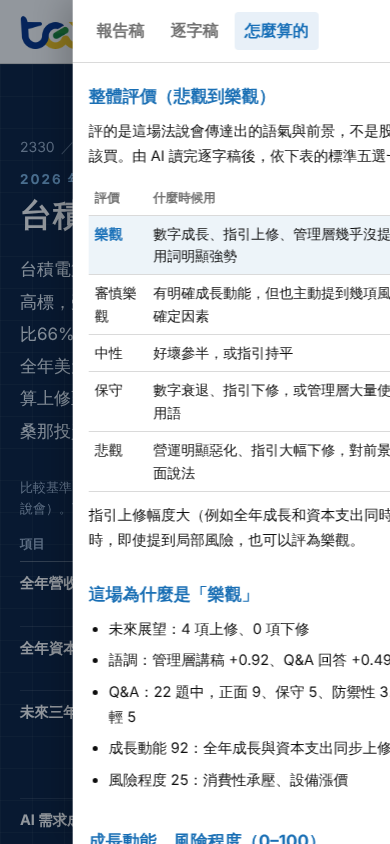 報告稿 逐字稿 怎麼算的
整體評價（悲觀到樂觀）
評的是這場法說會傳達出的語氣與前景，不是股
該買。由 AI 讀完逐字稿後，依下表的標準五選
評價 什麼時候用
樂觀 數字成長、指引上修、管理層幾乎沒提
用詞明顯強勢
審慎樂觀 有明確成長動能，但也主動提到幾項風
確定因素
中性 好壞參半，或指引持平
保守 數字衰退、指引下修，或管理層大量使
用語
悲觀 營運明顯惡化、指引大幅下修，對前景
面說法
指引上修幅度大（例如全年成長和資本支出同時
時，即使提到局部風險，也可以評為樂觀。
這場為什麼是「樂觀」
• 未來展望：4 項上修、0 項下修
• 語調：管理層講稿 +0.92、Q&A 回答 +0.49
• Q&A：22 題中，正面 9、保守 5、防禦性 3
輕 5
• 成長動能 92：全年成長與資本支出同步上修
• 風險程度 25：消費性承壓、設備漲價
成長動能、風險程度（0–100）
2330 ／
2026
台積
台積電
高標，
比66%
全年美
算上修
桑那投
比較基準
說會）。
項目
全年營收
全年資本
未來三年
AI 需求成